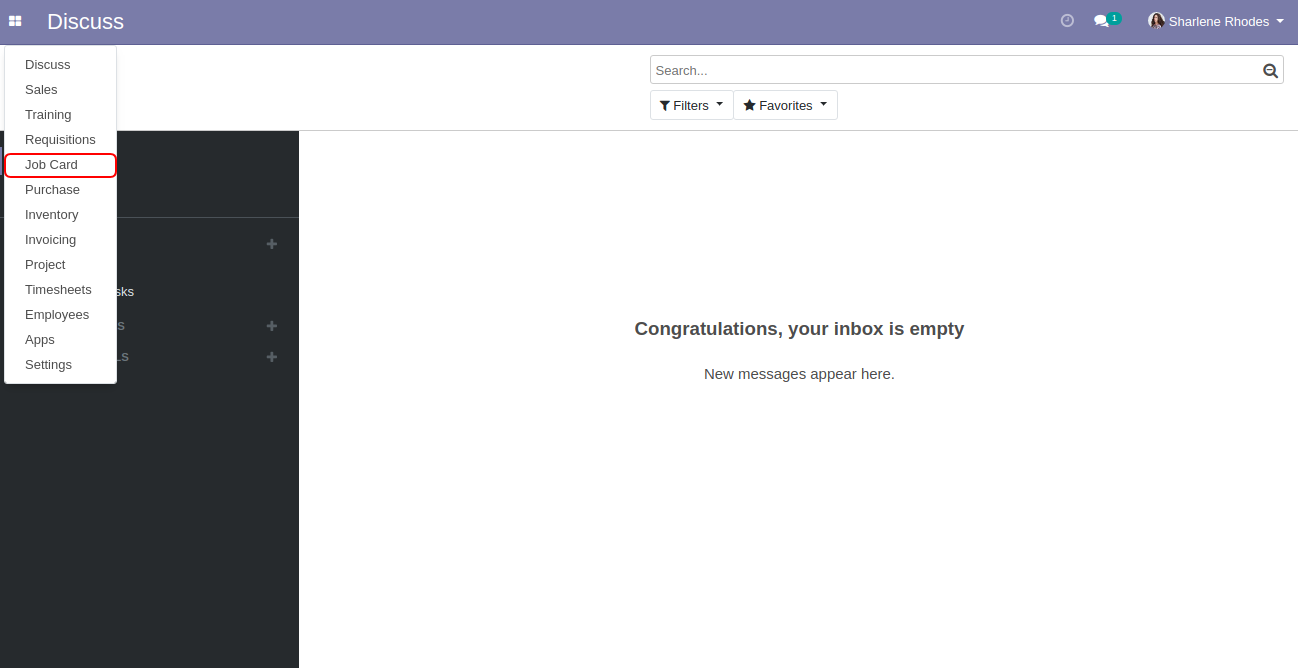 Discuss
1
Sharlene Rhodes
Discuss
Sales
Training
Requisitions
Job Card
Purchase
Inventory
Invoicing
Project
Timesheets
Employees
Apps
Settings
Search...
Filters
Favorites
sks
S
LS
Congratulations, your inbox is empty
New messages appear here.